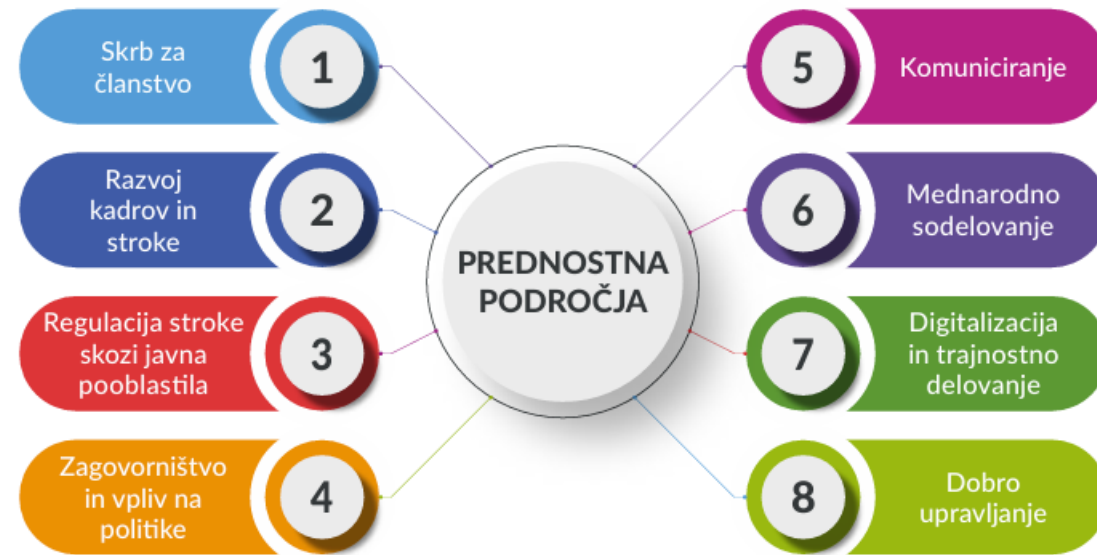 1
Skrb za
članstvo
2
Razvoj
kadrov in
stroke
3
Regulacija stroke
skozi javna
pooblastila
4
Zagovorništvo
in vpliv na
politike
PREDNOSTNA
PODROČJA
5
Komuniciranje
6
Mednarodno
sodelovanje
7
Digitalizacija
in trajnostno
delovanje
8
Dobro
upravljanje